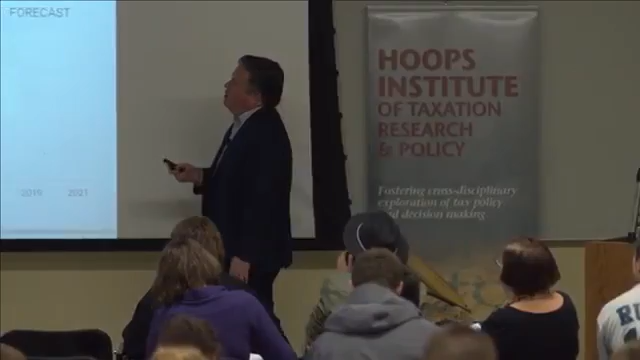 FORECAST
2019 2021
HOOPS
INSTITUTE
OF TAXATION
RESEARCH
& POLICY
Fostering cross-disciplinary
exploration of tax policy
and decision making